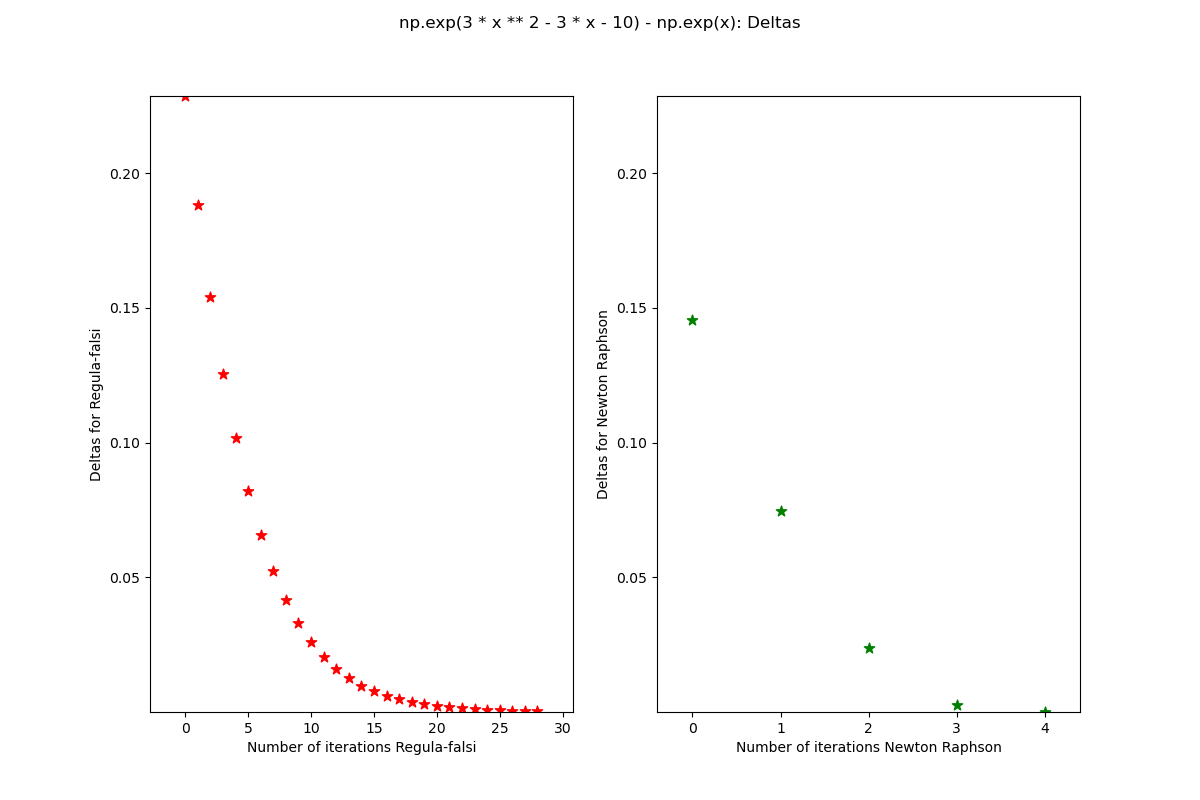 np.exp(3 * x ** 2 - 3 * x - 10) - np.exp(x): Deltas
Deltas for Regula-falsi
0.20
0.15
0.10
0.05
0 5 10 15 20 25 30
Number of iterations Regula-falsi
Deltas for Newton Raphson
0.20
0.15
0.10
0.05
0 1 2 3 4
Number of iterations Newton Raphson